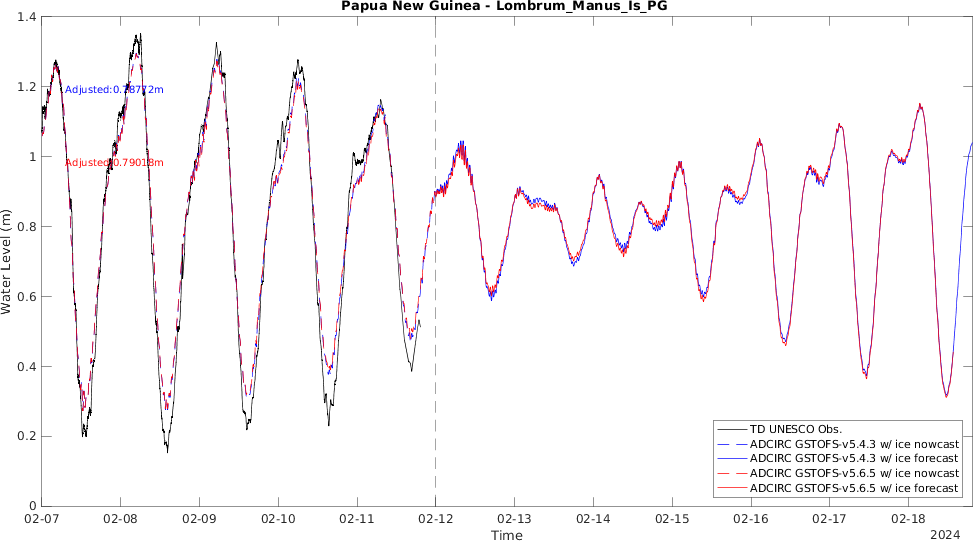 Papua New Guinea - Lombrum_Manus_Is_PG
1.4
1.2
1
0.8
0.6
0.4
0.2
0
Water Level (m)
Adjusted:0.78772m
Adjusted:0.79018m
TD UNESCO Obs.
ADCIRC GSTOFS-v5.4.3 w/ ice nowcast
ADCIRC GSTOFS-v5.4.3 w/ ice forecast
ADCIRC GSTOFS-v5.6.5 w/ ice nowcast
ADCIRC GSTOFS-v5.6.5 w/ ice forecast
02-07 02-08 02-09 02-10 02-11 02-12 02-13 02-14 02-15 02-16 02-17 02-18
Time
2024